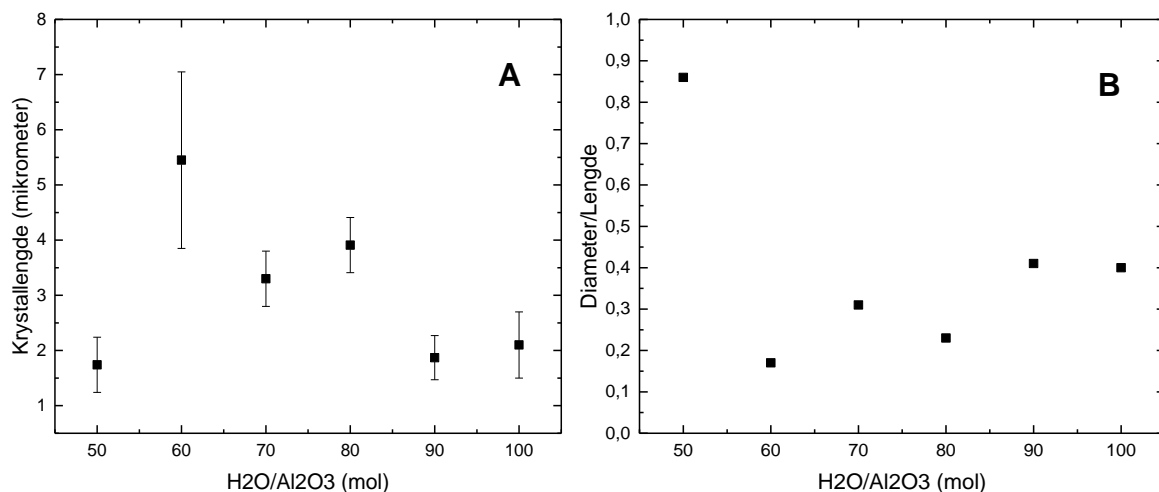 A
Krystallengde (mikrometer)
8
7
6
5
4
3
2
1
50 60 70 80 90 100
H2O/Al2O3 (mol)
B
Diameter/Lengde
1,0
0,9
0,8
0,7
0,6
0,5
0,4
0,3
0,2
0,1
0,0
50 60 70 80 90 100
H2O/Al2O3 (mol)